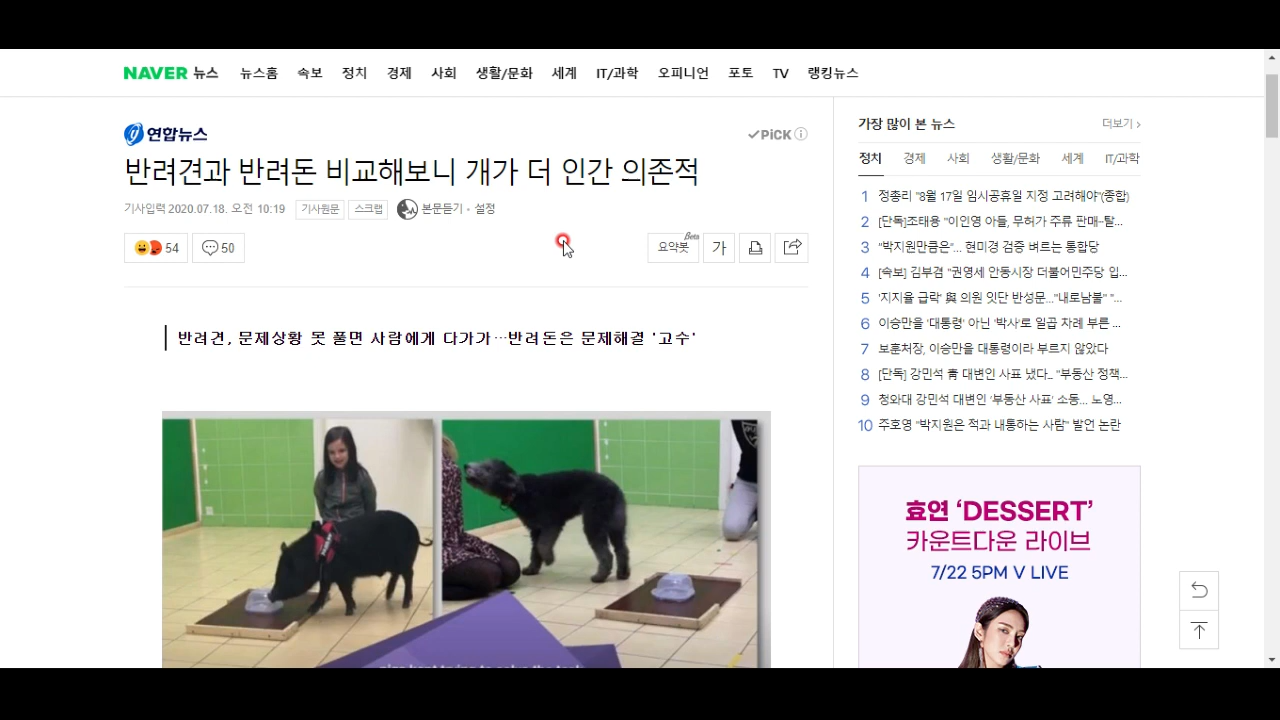 NAVER 뉴스 뉴스홈 속보 정치 경제 사회 생활/문화 세계 IT/과학 오피니언 포토 TV 랭킹뉴스
연합뉴스
PiCK
반려견과 반려돈 비교해보니 개가 더 인간 의존적
기사입력 2020.07.18. 오전 10:19 기사원문 스크랩 본문듣기 · 설정
54 50 요약봇 Beta 가
반려견, 문제상황 못 풀면 사람에게 다가가…반려돈은 문제해결 '고수'
가장 많이 본 뉴스 더보기
정치 경제 사회 생활/문화 세계 IT/과학
1 정총리 "8월 17일 임시공휴일 지정 고려해야"(종합)
2 [단독]조태용 "이인영 아들, 무허가 주류 판매–탈...
3 "박지원만큼은"... 현미경 검증 벼르는 통합당
4 [속보] 김부겸 "권영세 안동시장 더불어민주당 입...
5 '지지율 급락' 與 의원 잇단 반성문..."내로남불" "...
6 이승만을 '대통령' 아닌 '박사'로 일곱 차례 부른 ...
7 보훈처장, 이승만을 대통령이라 부르지 않았다
8 [단독] 강민석 靑 대변인 사표 냈다.. "부동산 정책...
9 청와대 강민석 대변인 '부동산 사표' 소동... 노영...
10 주호영 "박지원은 적과 내통하는 사람" 발언 논란
효연 'DESSERT'
카운트다운 라이브
7/22 5PM V LIVE